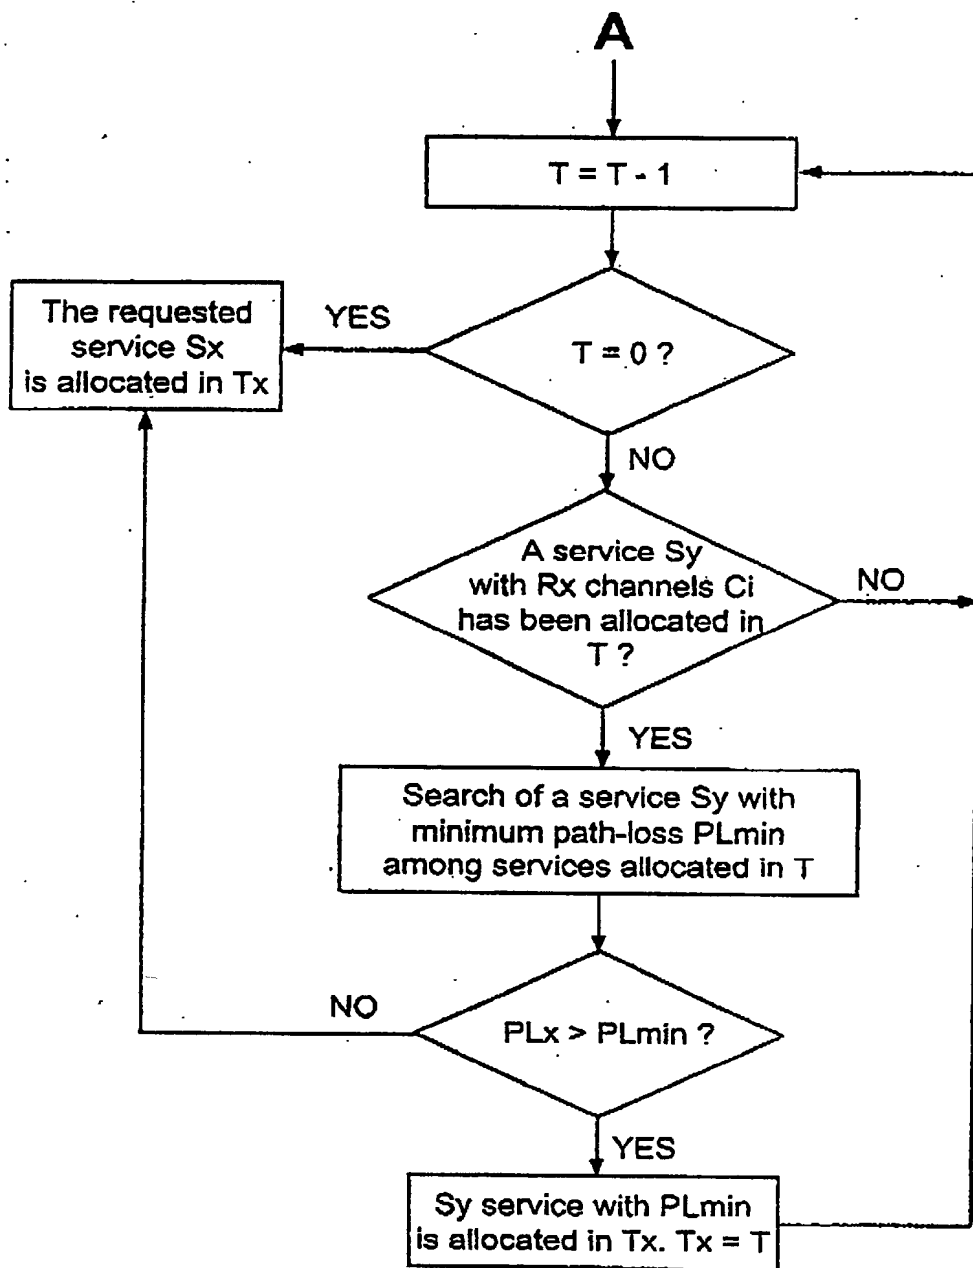 A
T = T - 1
The requested
service Sx
is allocated in Tx
YES
T = 0 ?
NO
A service Sy
with Rx channels Ci
has been allocated in
T ?
NO
YES
Search of a service Sy with
minimum path-loss PLmin
among services allocated in T
NO
PLx > PLmin ?
YES
Sy service with PLmin
is allocated in Tx. Tx = T